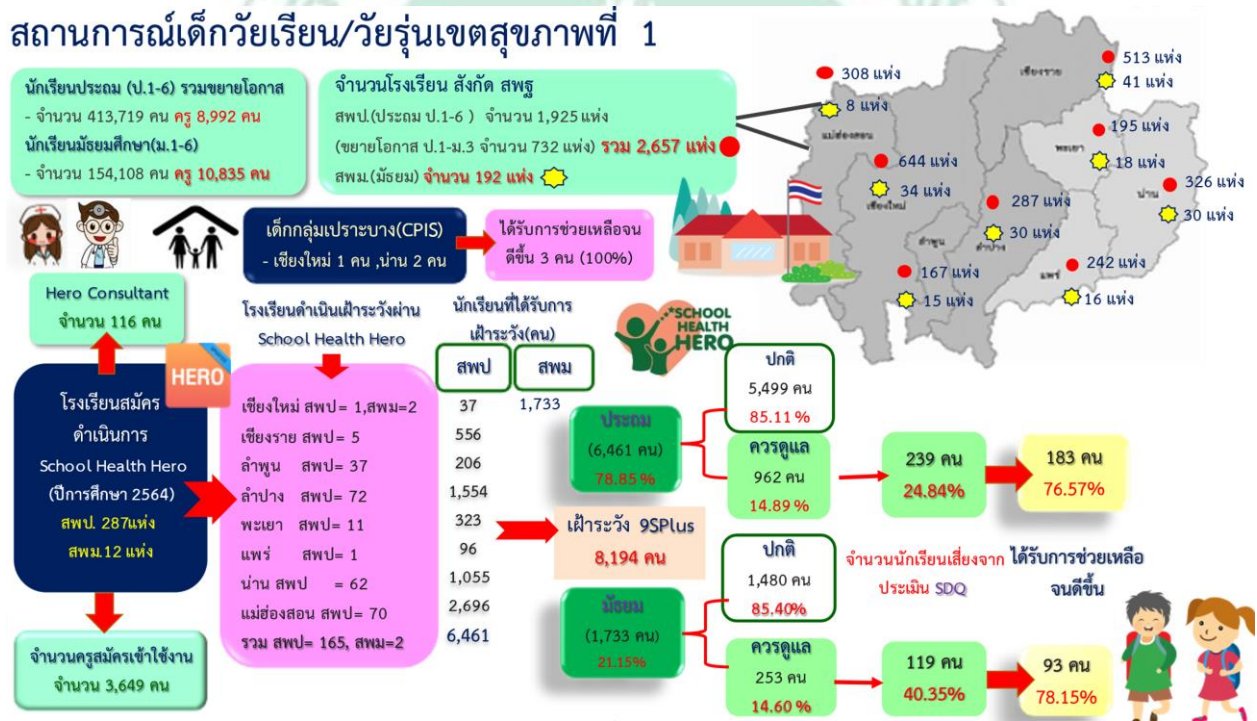 สถานการณ์เด็กวัยเรียน/วัยรุ่นเขตสุขภาพที่ 1
นักเรียนประถม (ป.1-6) รวมขยายโอกาส
- จำนวน 413,719 คน ครู 8,992 คน
นักเรียนมัธยมศึกษา(ม.1-6)
- จำนวน 154,108 คน ครู 10,835 คน
จำนวนโรงเรียน สังกัด สพฐ
สพป.(ประถม ป.1-6 ) จำนวน 1,925 แห่ง
(ขยายโอกาส ป.1-ม.3 จำนวน 732 แห่ง) รวม 2,657 แห่ง
สพม.(มัธยม) จำนวน 192 แห่ง
308 แห่ง
8 แห่ง
แม่ฮ่องสอน
เชียงราย
513 แห่ง
41 แห่ง
195 แห่ง
พะเยา
18 แห่ง
644 แห่ง
34 แห่ง
เชียงใหม่
326 แห่ง
น่าน
30 แห่ง
287 แห่ง
30 แห่ง
ลำพูน
ลำปาง
167 แห่ง
15 แห่ง
242 แห่ง
แพร่
16 แห่ง
เด็กกลุ่มเปราะบาง(CPIS)
- เชียงใหม่ 1 คน ,น่าน 2 คน
ได้รับการช่วยเหลือจน
ดีขึ้น 3 คน (100%)
Hero Consultant
จำนวน 116 คน
HERO
โรงเรียนสมัคร
ดำเนินการ
School Health Hero
(ปีการศึกษา 2564)
สพป. 287แห่ง
สพม.12 แห่ง
จำนวนครูสมัครเข้าใช้งาน
จำนวน 3,649 คน
โรงเรียนดำเนินเฝ้าระวังผ่าน
School Health Hero
เชียงใหม่ สพป= 1,สพม=2
เชียงราย สพป= 5
ลำพูน สพป= 37
ลำปาง สพป= 72
พะเยา สพป= 11
แพร่ สพป= 1
น่าน สพป = 62
แม่ฮ่องสอน สพป= 70
รวม สพป= 165, สพม=2
นักเรียนที่ได้รับการ
เฝ้าระวัง(คน)
สพป สพม
37 1,733
556
206
1,554
323
96
1,055
2,696
6,461
SCHOOL
HEALTH
HERO
เฝ้าระวัง 9SPlus
8,194 คน
ประถม
(6,461 คน)
78.85 %
ปกติ
5,499 คน
85.11 %
ควรดูแล
962 คน
14.89 %
239 คน
24.84%
183 คน
76.57%
มัธยม
(1,733 คน)
21.15%
ปกติ
1,480 คน
85.40%
ควรดูแล
253 คน
14.60 %
จำนวนนักเรียนเสี่ยงจาก
ประเมิน SDQ
ได้รับการช่วยเหลือ
จนดีขึ้น
119 คน
40.35%
93 คน
78.15%